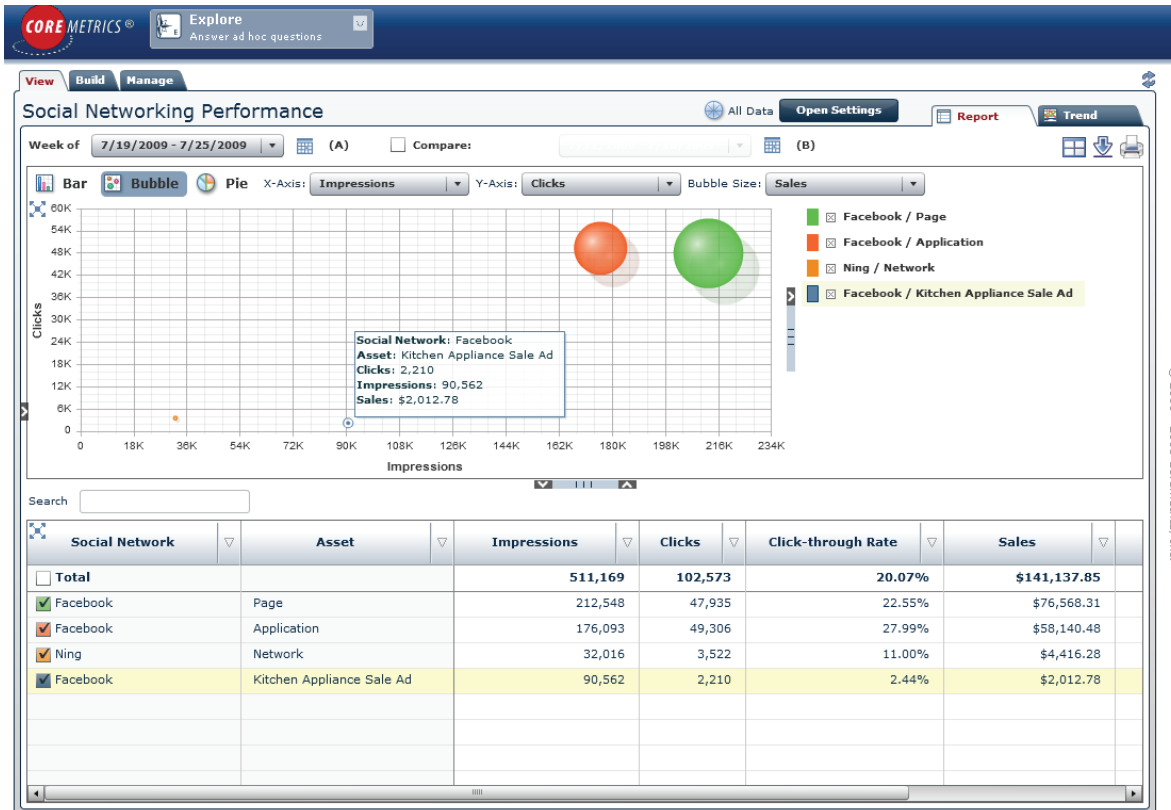 CORE METRICS ®
Explore
Answer ad hoc questions
View Build Manage
Social Networking Performance
All Data Open Settings Report Trend
Week of 7/19/2009 - 7/25/2009 (A) Compare: (B)
Bar Bubble Pie X-Axis: Impressions Y-Axis: Clicks Bubble Size: Sales
60K
54K
48K
42K
36K
30K
24K
18K
12K
6K
0
Clicks
0 18K 36K 54K 72K 90K 108K 126K 144K 162K 180K 198K 216K 234K
Impressions
Social Network: Facebook
Asset: Kitchen Appliance Sale Ad
Clicks: 2,210
Impressions: 90,562
Sales: $2,012.78
Facebook / Page
Facebook / Application
Ning / Network
Facebook / Kitchen Appliance Sale Ad
Search
Social Network Asset Impressions Clicks Click-through Rate Sales
Total 511,169 102,573 20.07% $141,137.85
Facebook Page 212,548 47,935 22.55% $76,568.31
Facebook Application 176,093 49,306 27.99% $58,140.48
Ning Network 32,016 3,522 11.00% $4,416.28
Facebook Kitchen Appliance Sale Ad 90,562 2,210 2.44% $2,012.78